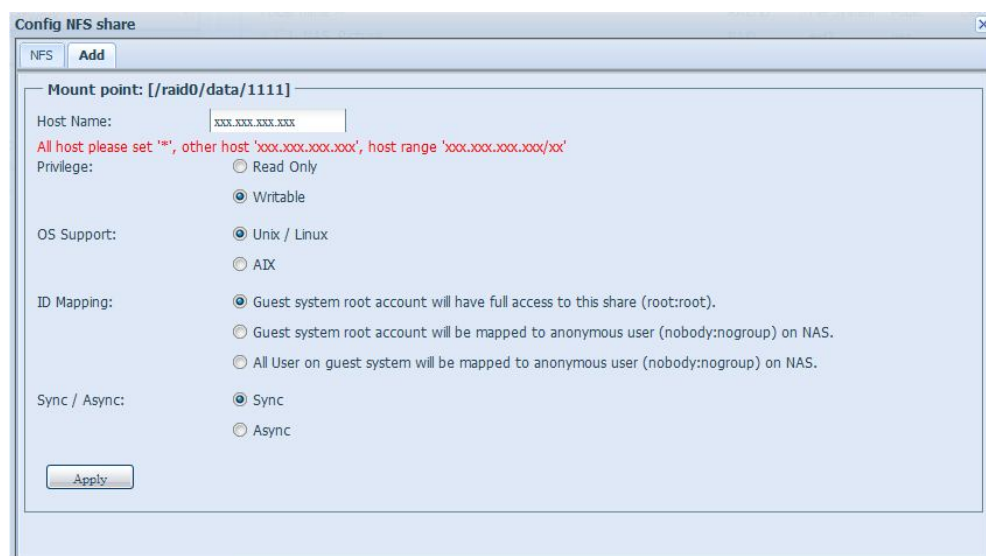 Config NFS share
NFS Add
Mount point: [/raid0/data/1111]
Host Name: xxx.xxx.xxx.xxx
All host please set '*', other host 'xxx.xxx.xxx.xxx', host range 'xxx.xxx.xxx.xxx/xx'
Privilege: Read Only
Writable
OS Support: Unix / Linux
AIX
ID Mapping: Guest system root account will have full access to this share (root:root).
Guest system root account will be mapped to anonymous user (nobody:nogroup) on NAS.
All User on guest system will be mapped to anonymous user (nobody:nogroup) on NAS.
Sync / Async: Sync
Async
Apply